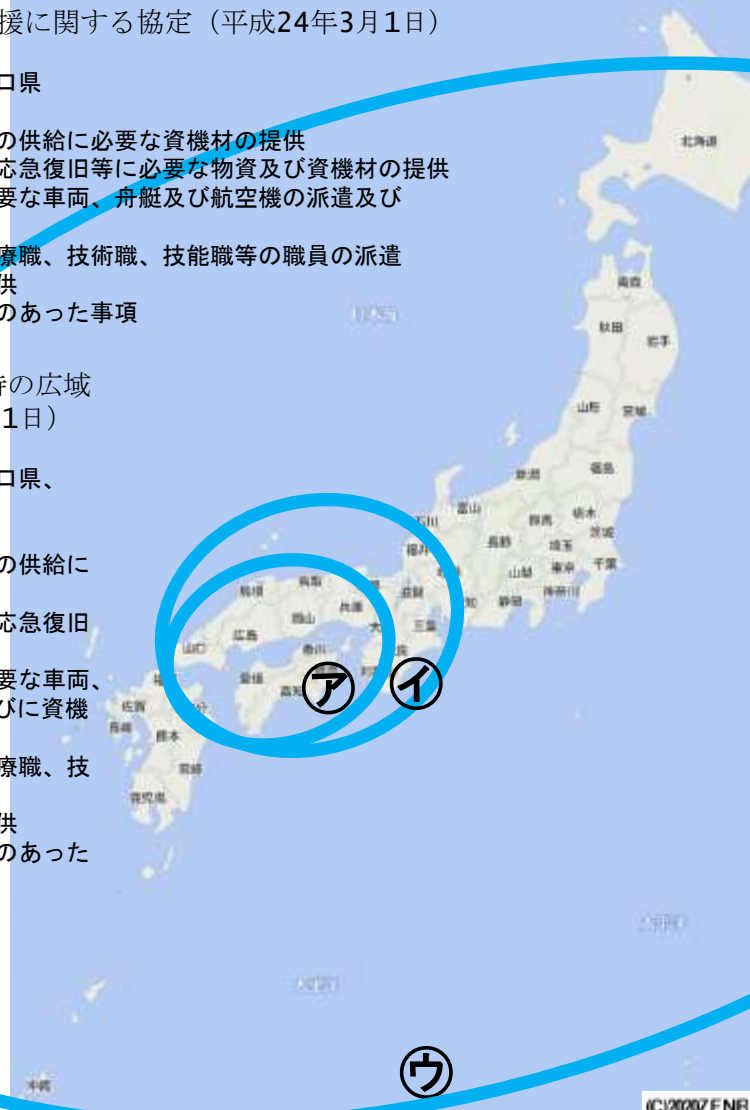 援に関する協定（平成24年3月1日）
口県
の供給に必要な資機材の提供
応急復旧等に必要な物資及び資機材の提供
要な車両、舟艇及び航空機の派遣及び
療職、技術職、技能職等の職員の派遣
供
のあった事項
時の広域
1日）
口県、
の供給に
応急復旧
要な車両、
びに資機
療職、技
供
のあった
北海道
青森
秋田
岩手
山形
宮城
新潟
福島
日本海
石川
富山
群馬
栃木
福井
長野
埼玉
茨城
山梨
東京
千葉
静岡
神奈川
滋賀
三重
鳥取
島根
岡山
兵庫
広島
山口
香川
愛媛
高知
佐賀
長崎
熊本
宮崎
鹿児島
沖縄
太平洋
㋐
㋑
㋒